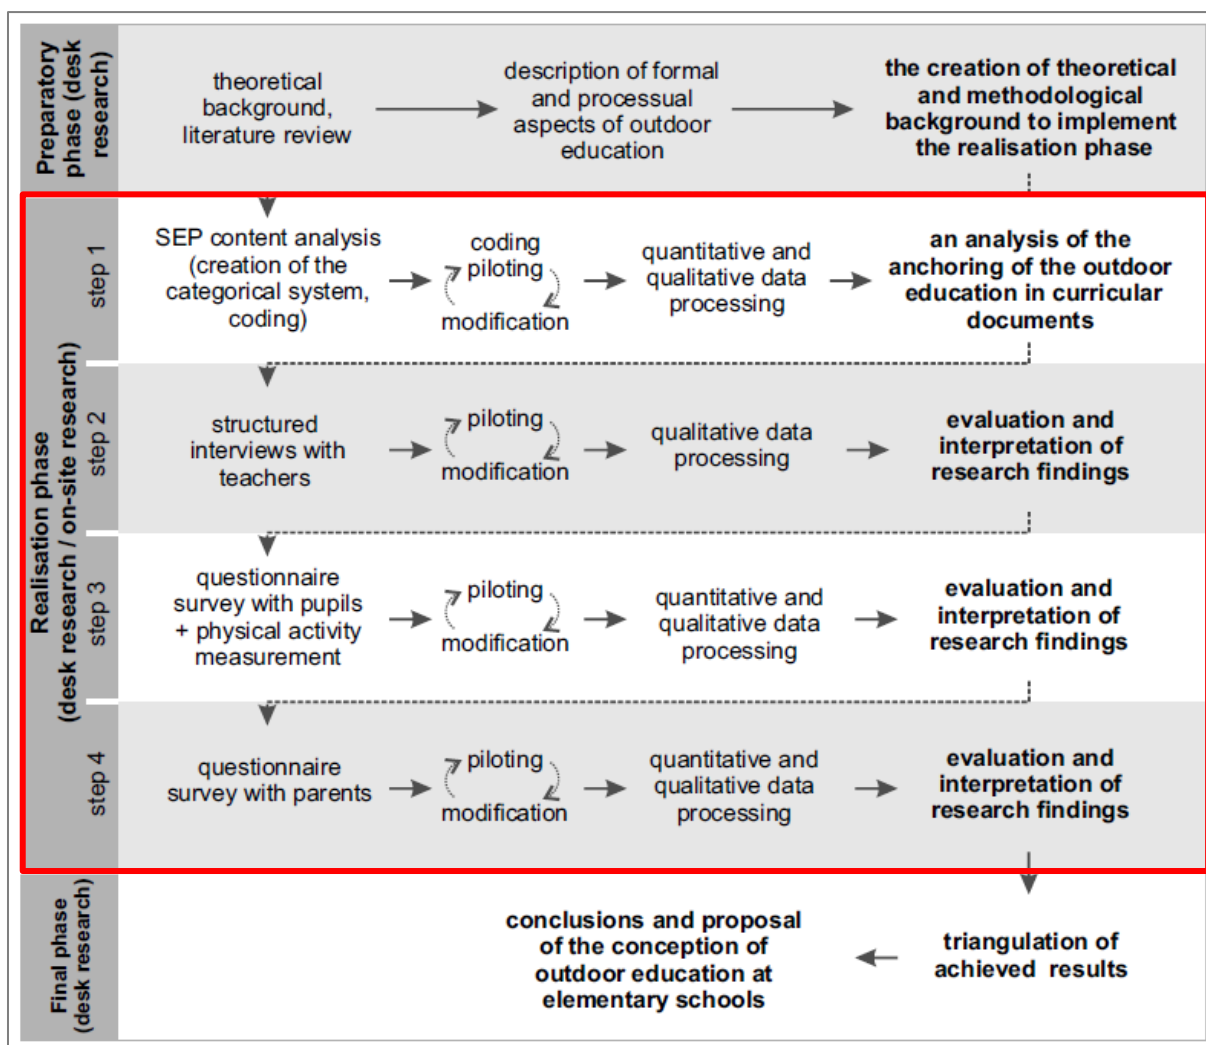 Preparatory
phase (desk
research)
theoretical
background,
literature review
description of formal
and processual
aspects of outdoor
education
the creation of theoretical
and methodological
background to implement
the realisation phase
Realisation phase
(desk research / on-site research)
step 1
SEP content analysis
(creation of the
categorical system,
coding)
coding
piloting
modification
quantitative and
qualitative data
processing
an analysis of the
anchoring of the outdoor
education in curricular
documents
step 2
structured
interviews with
teachers
piloting
modification
qualitative data
processing
evaluation and
interpretation of
research findings
step 3
questionnaire
survey with pupils
+ physical activity
measurement
piloting
modification
quantitative and
qualitative data
processing
evaluation and
interpretation of
research findings
step 4
questionnaire
survey with parents
piloting
modification
quantitative and
qualitative data
processing
evaluation and
interpretation of
research findings
Final phase
(desk research)
conclusions and proposal
of the conception of
outdoor education at
elementary schools
triangulation of
achieved results